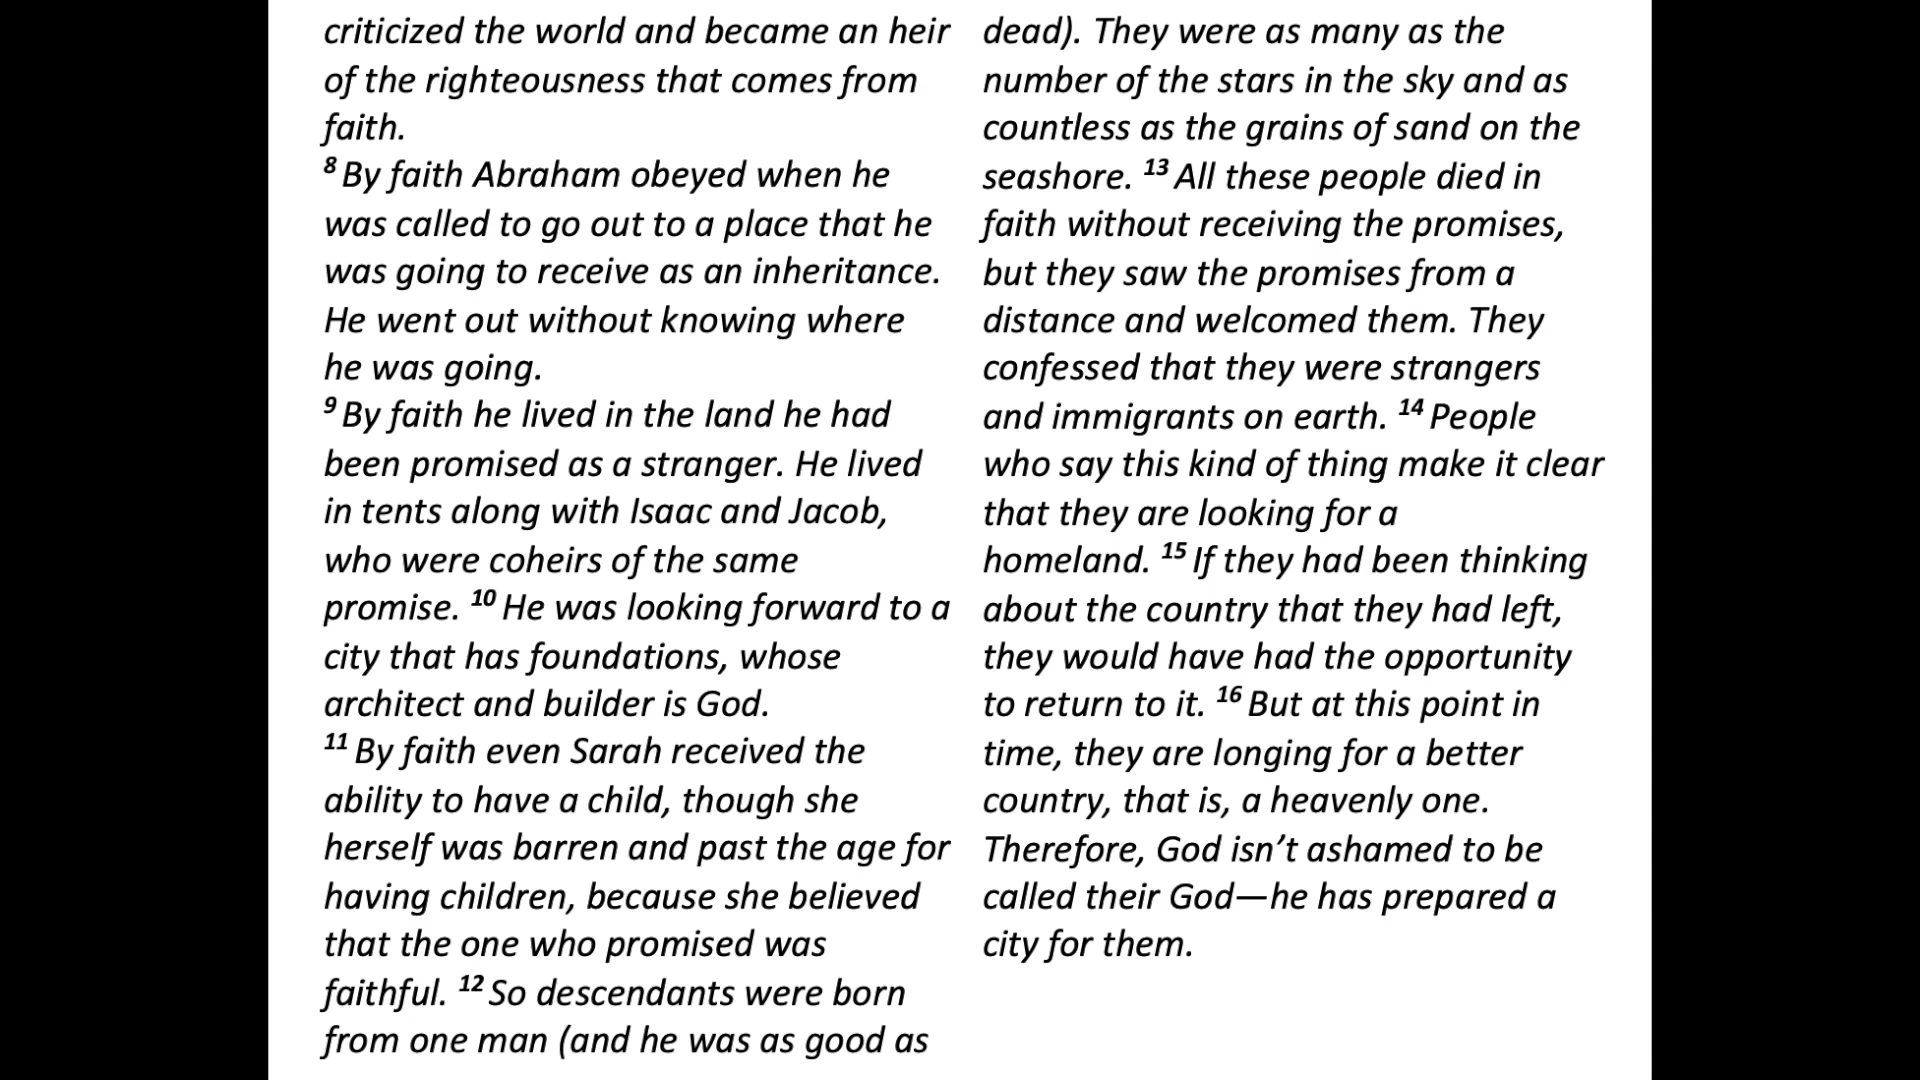 criticized the world and became an heir
of the righteousness that comes from
faith.
8 By faith Abraham obeyed when he
was called to go out to a place that he
was going to receive as an inheritance.
He went out without knowing where
he was going.
9 By faith he lived in the land he had
been promised as a stranger. He lived
in tents along with Isaac and Jacob,
who were coheirs of the same
promise. 10 He was looking forward to a
city that has foundations, whose
architect and builder is God.
11 By faith even Sarah received the
ability to have a child, though she
herself was barren and past the age for
having children, because she believed
that the one who promised was
faithful. 12 So descendants were born
from one man (and he was as good as
dead). They were as many as the
number of the stars in the sky and as
countless as the grains of sand on the
seashore. 13 All these people died in
faith without receiving the promises,
but they saw the promises from a
distance and welcomed them. They
confessed that they were strangers
and immigrants on earth. 14 People
who say this kind of thing make it clear
that they are looking for a
homeland. 15 If they had been thinking
about the country that they had left,
they would have had the opportunity
to return to it. 16 But at this point in
time, they are longing for a better
country, that is, a heavenly one.
Therefore, God isn’t ashamed to be
called their God—he has prepared a
city for them.